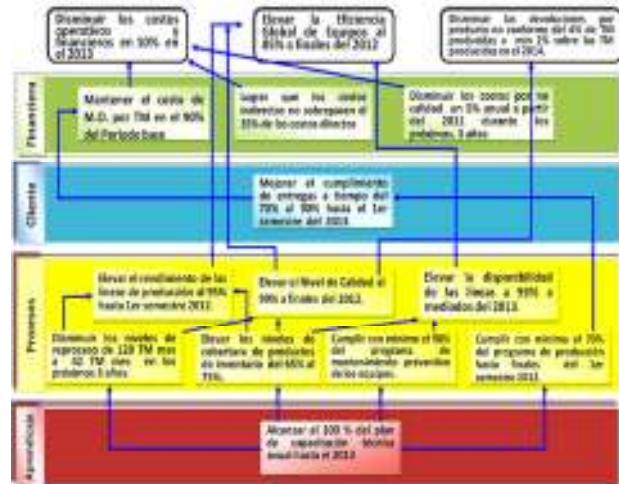 Disminuir los costos
operativos y
financieros en 10% en
el 2013
Elevar la Eficiencia
Global de Equipos al
85% a finales del 2012
Disminuir las devoluciones por
producto no conforme del 4% de TM
producidas a 1% sobre las TM
producidas en el 2014.
Financiera
Mantener el costo de
M.D. por TM en el 90%
del Periodo base
Lograr que los costos
indirectos no sobrepasen el
35% de los costos directos
Disminuir los costos por no
calidad un 5% anual a partir
del 2011 durante los
próximos, 3 años
Cliente
Mejorar el cumplimiento
de entregas a tiempo del
70% al 90% hasta el 1er
semestre del 2013.
Procesos
Elevar el rendimiento de las
líneas de producción al 95%
hasta 1er semestre 2012.
Elevar el Nivel de Calidad al
99% a finales del 2012.
Elevar la disponibilidad
de las líneas a 93% a
mediados del 2013.
Disminuir los niveles de
reproceso de 120 TM mes
a 42 TM mes en los
próximos 3 años
Elevar los niveles de
cobertura de productos de
inventario del 65% al
75%.
Cumplir con mínimo el 90%
del programa de
mantenimiento preventivo
de los equipos.
Cumplir con mínimo el 70%
del programa de producción
hasta finales del 1er
semestre 2013.
Aprendizaje
Alcanzar el 100 % del plan
de capacitación técnica
anual hasta el 2013